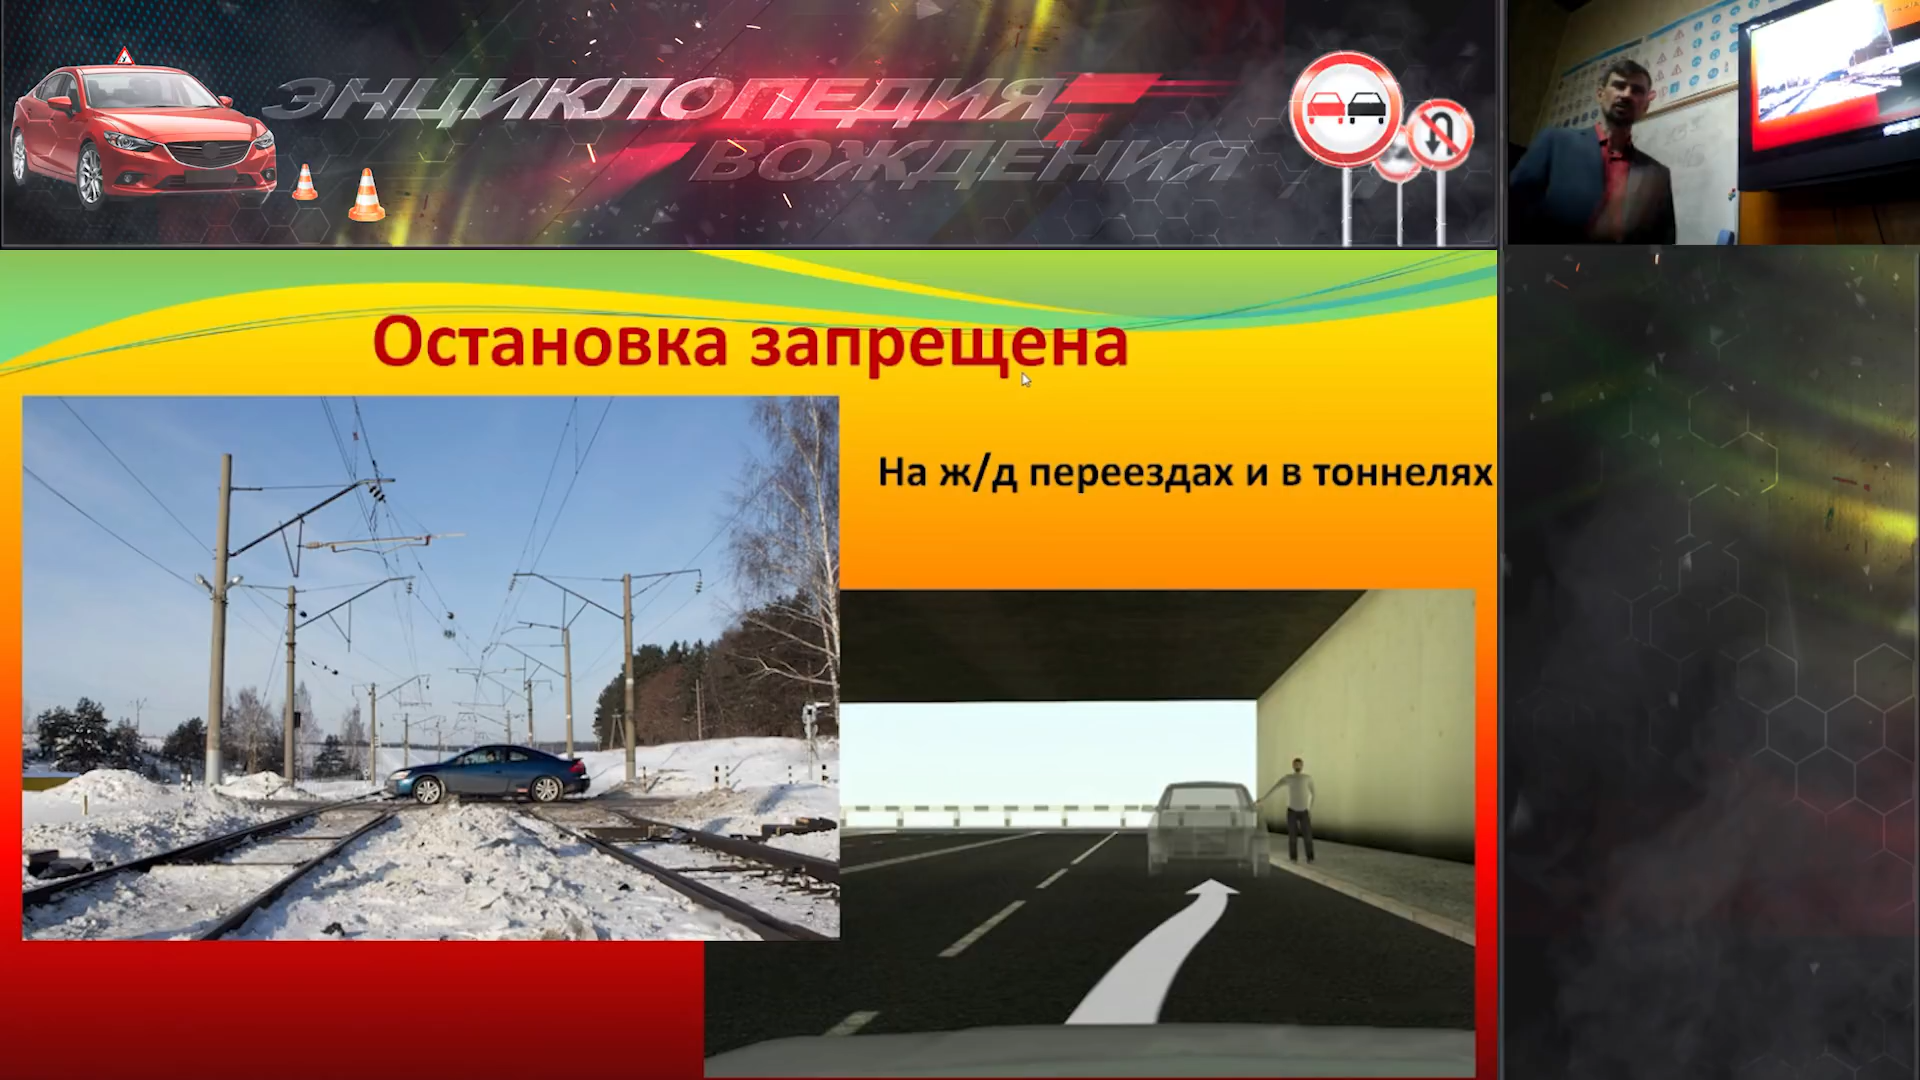 ЭНЦИКЛОПЕДИЯ
ВОЖДЕНИЯ
Остановка запрещена
На ж/д переездах и в тоннелях